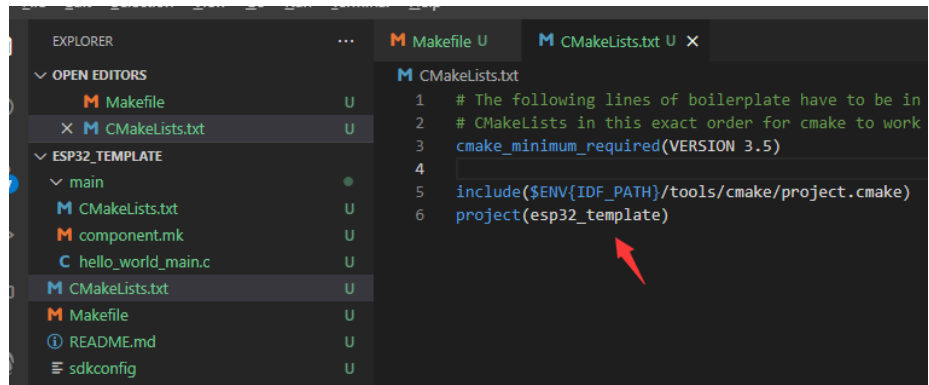 EXPLORER
OPEN EDITORS
Makefile U
CMakeLists.txt U
ESP32_TEMPLATE
main
CMakeLists.txt U
component.mk U
hello_world_main.c U
CMakeLists.txt U
Makefile U
README.md U
sdkconfig U
Makefile U CMakeLists.txt U
CMakeLists.txt
1 # The following lines of boilerplate have to be in
2 # CMakeLists in this exact order for cmake to work
3 cmake_minimum_required(VERSION 3.5)
4
5 include($ENV{IDF_PATH}/tools/cmake/project.cmake)
6 project(esp32_template)